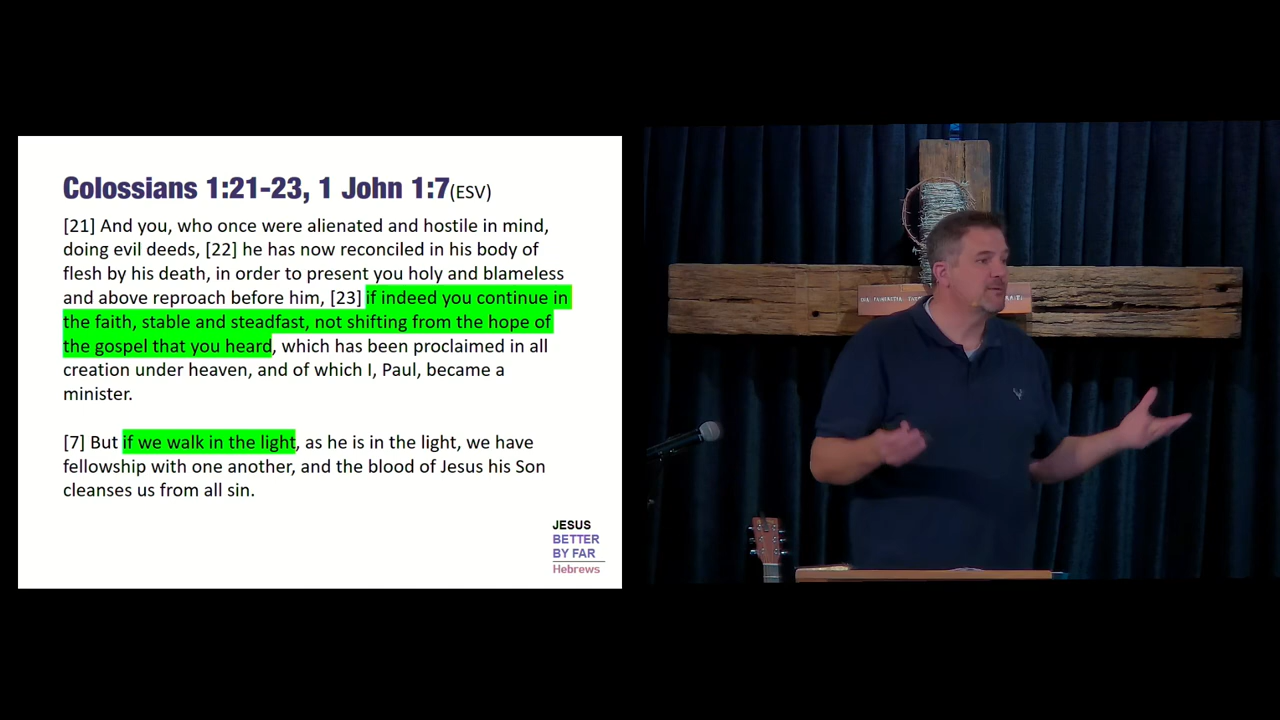 Colossians 1:21-23, 1 John 1:7(ESV)
[21] And you, who once were alienated and hostile in mind,
doing evil deeds, [22] he has now reconciled in his body of
flesh by his death, in order to present you holy and blameless
and above reproach before him, [23] if indeed you continue in
the faith, stable and steadfast, not shifting from the hope of
the gospel that you heard, which has been proclaimed in all
creation under heaven, and of which I, Paul, became a
minister.
[7] But if we walk in the light, as he is in the light, we have
fellowship with one another, and the blood of Jesus his Son
cleanses us from all sin.
JESUS
BETTER
BY FAR
Hebrews